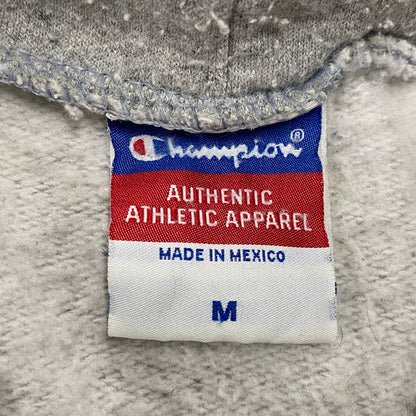 Champion®
AUTHENTIC
ATHLETIC APPAREL
MADE IN MEXICO
M